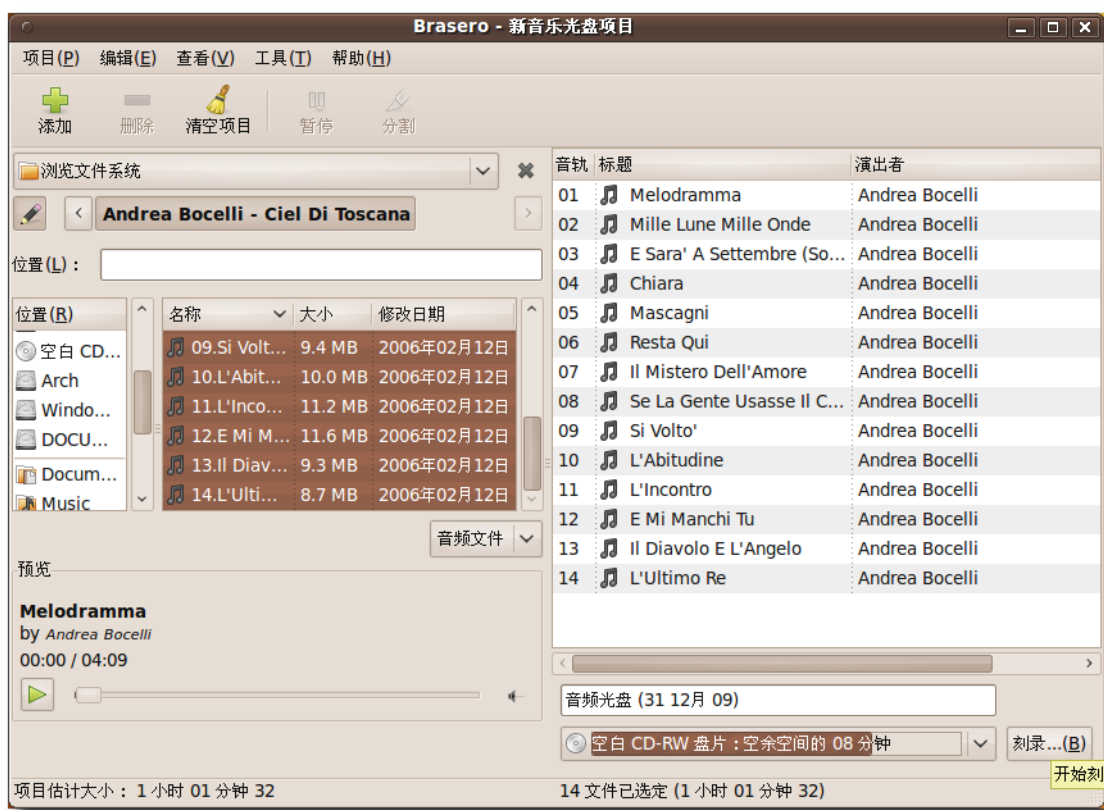 Brasero - 新音乐光盘项目
项目(P) 编辑(E) 查看(V) 工具(T) 帮助(H)
添加 删除 清空项目 暂停 分割
浏览文件系统
Andrea Bocelli - Ciel Di Toscana
位置(L) :
位置(R)
空白 CD...
Arch
Windo...
DOCU...
Docum...
Music
名称 大小 修改日期
09.Si Volt... 9.4 MB 2006年02月12日
10.L'Abit... 10.0 MB 2006年02月12日
11.L'Inco... 11.2 MB 2006年02月12日
12.E Mi M... 11.6 MB 2006年02月12日
13.Il Diav... 9.3 MB 2006年02月12日
14.L'Ulti... 8.7 MB 2006年02月12日
音频文件
预览
Melodramma
by Andrea Bocelli
00:00 / 04:09
音轨 标题 演出者
01 Melodramma Andrea Bocelli
02 Mille Lune Mille Onde Andrea Bocelli
03 E Sara' A Settembre (So... Andrea Bocelli
04 Chiara Andrea Bocelli
05 Mascagni Andrea Bocelli
06 Resta Qui Andrea Bocelli
07 Il Mistero Dell'Amore Andrea Bocelli
08 Se La Gente Usasse Il C... Andrea Bocelli
09 Si Volto' Andrea Bocelli
10 L'Abitudine Andrea Bocelli
11 L'Incontro Andrea Bocelli
12 E Mi Manchi Tu Andrea Bocelli
13 Il Diavolo E L'Angelo Andrea Bocelli
14 L'Ultimo Re Andrea Bocelli
音频光盘 (31 12月 09)
空白 CD-RW 盘片：空余空间的 08 分钟
刻录...(B)
开始刻
项目估计大小： 1 小时 01 分钟 32
14 文件已选定 (1 小时 01 分钟 32)